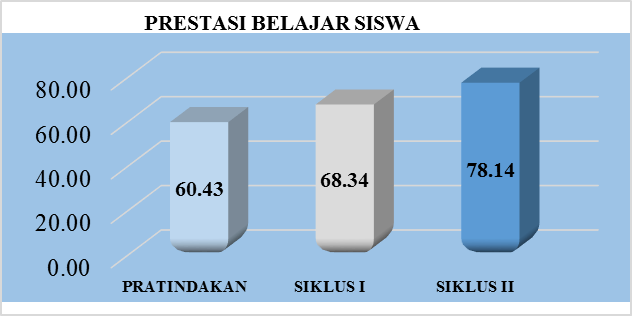 PRESTASI BELAJAR SISWA
80.00
60.00
40.00
20.00
0.00
60.43
68.34
78.14
PRATINDAKAN
SIKLUS I
SIKLUS II